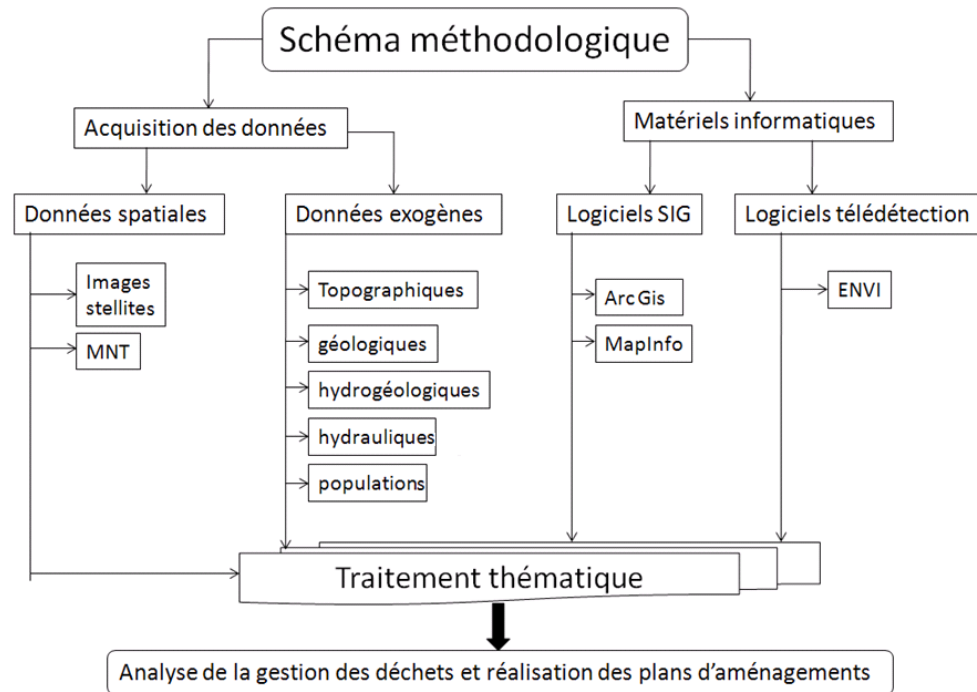 Schéma méthodologique
Acquisition des données
Matériels informatiques
Données spatiales
Données exogènes
Logiciels SIG
Logiciels télédétection
Images
stellites
MNT
Topographiques
géologiques
hydrogéologiques
hydrauliques
populations
Arc Gis
MapInfo
ENVI
Traitement thématique
Analyse de la gestion des déchets et réalisation des plans d'aménagements